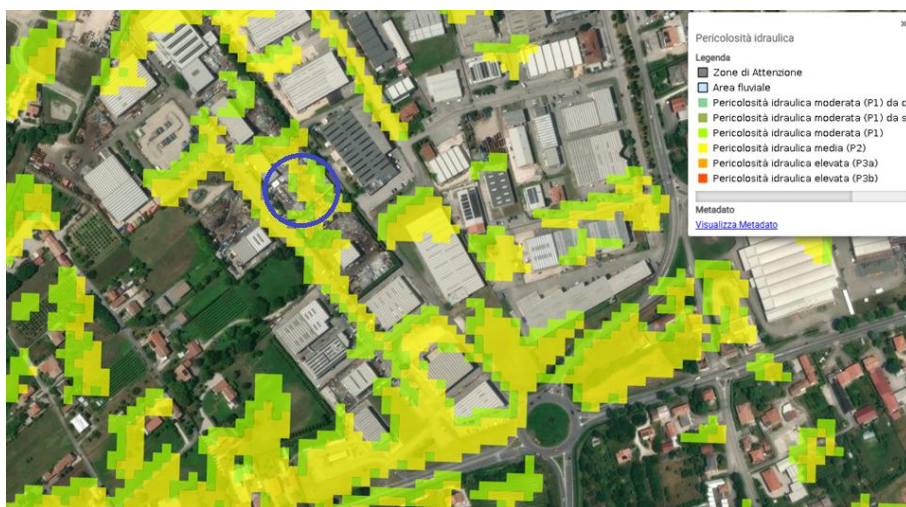 Pericolosità idraulica
Legenda
Zone di Attenzione
Area fluviale
Pericolosità idraulica moderata (P1) da
Pericolosità idraulica moderata (P1) da
Pericolosità idraulica moderata (P1)
Pericolosità idraulica media (P2)
Pericolosità idraulica elevata (P3a)
Pericolosità idraulica elevata (P3b)
Metadato
Visualizza Metadato